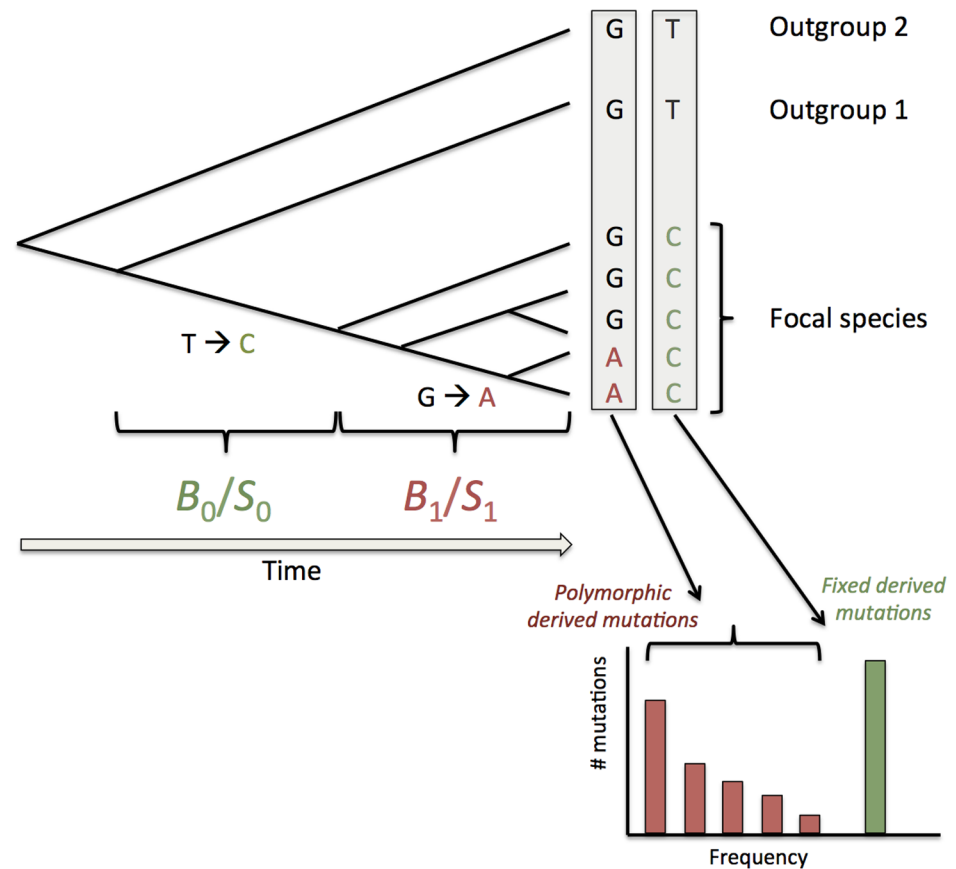 G T Outgroup 2
G T Outgroup 1
G C
G C
G C Focal species
A C
A C
T → C
G → A
B0/S0 B1/S1
Time
Polymorphic
derived mutations
Fixed derived
mutations
# mutations
Frequency